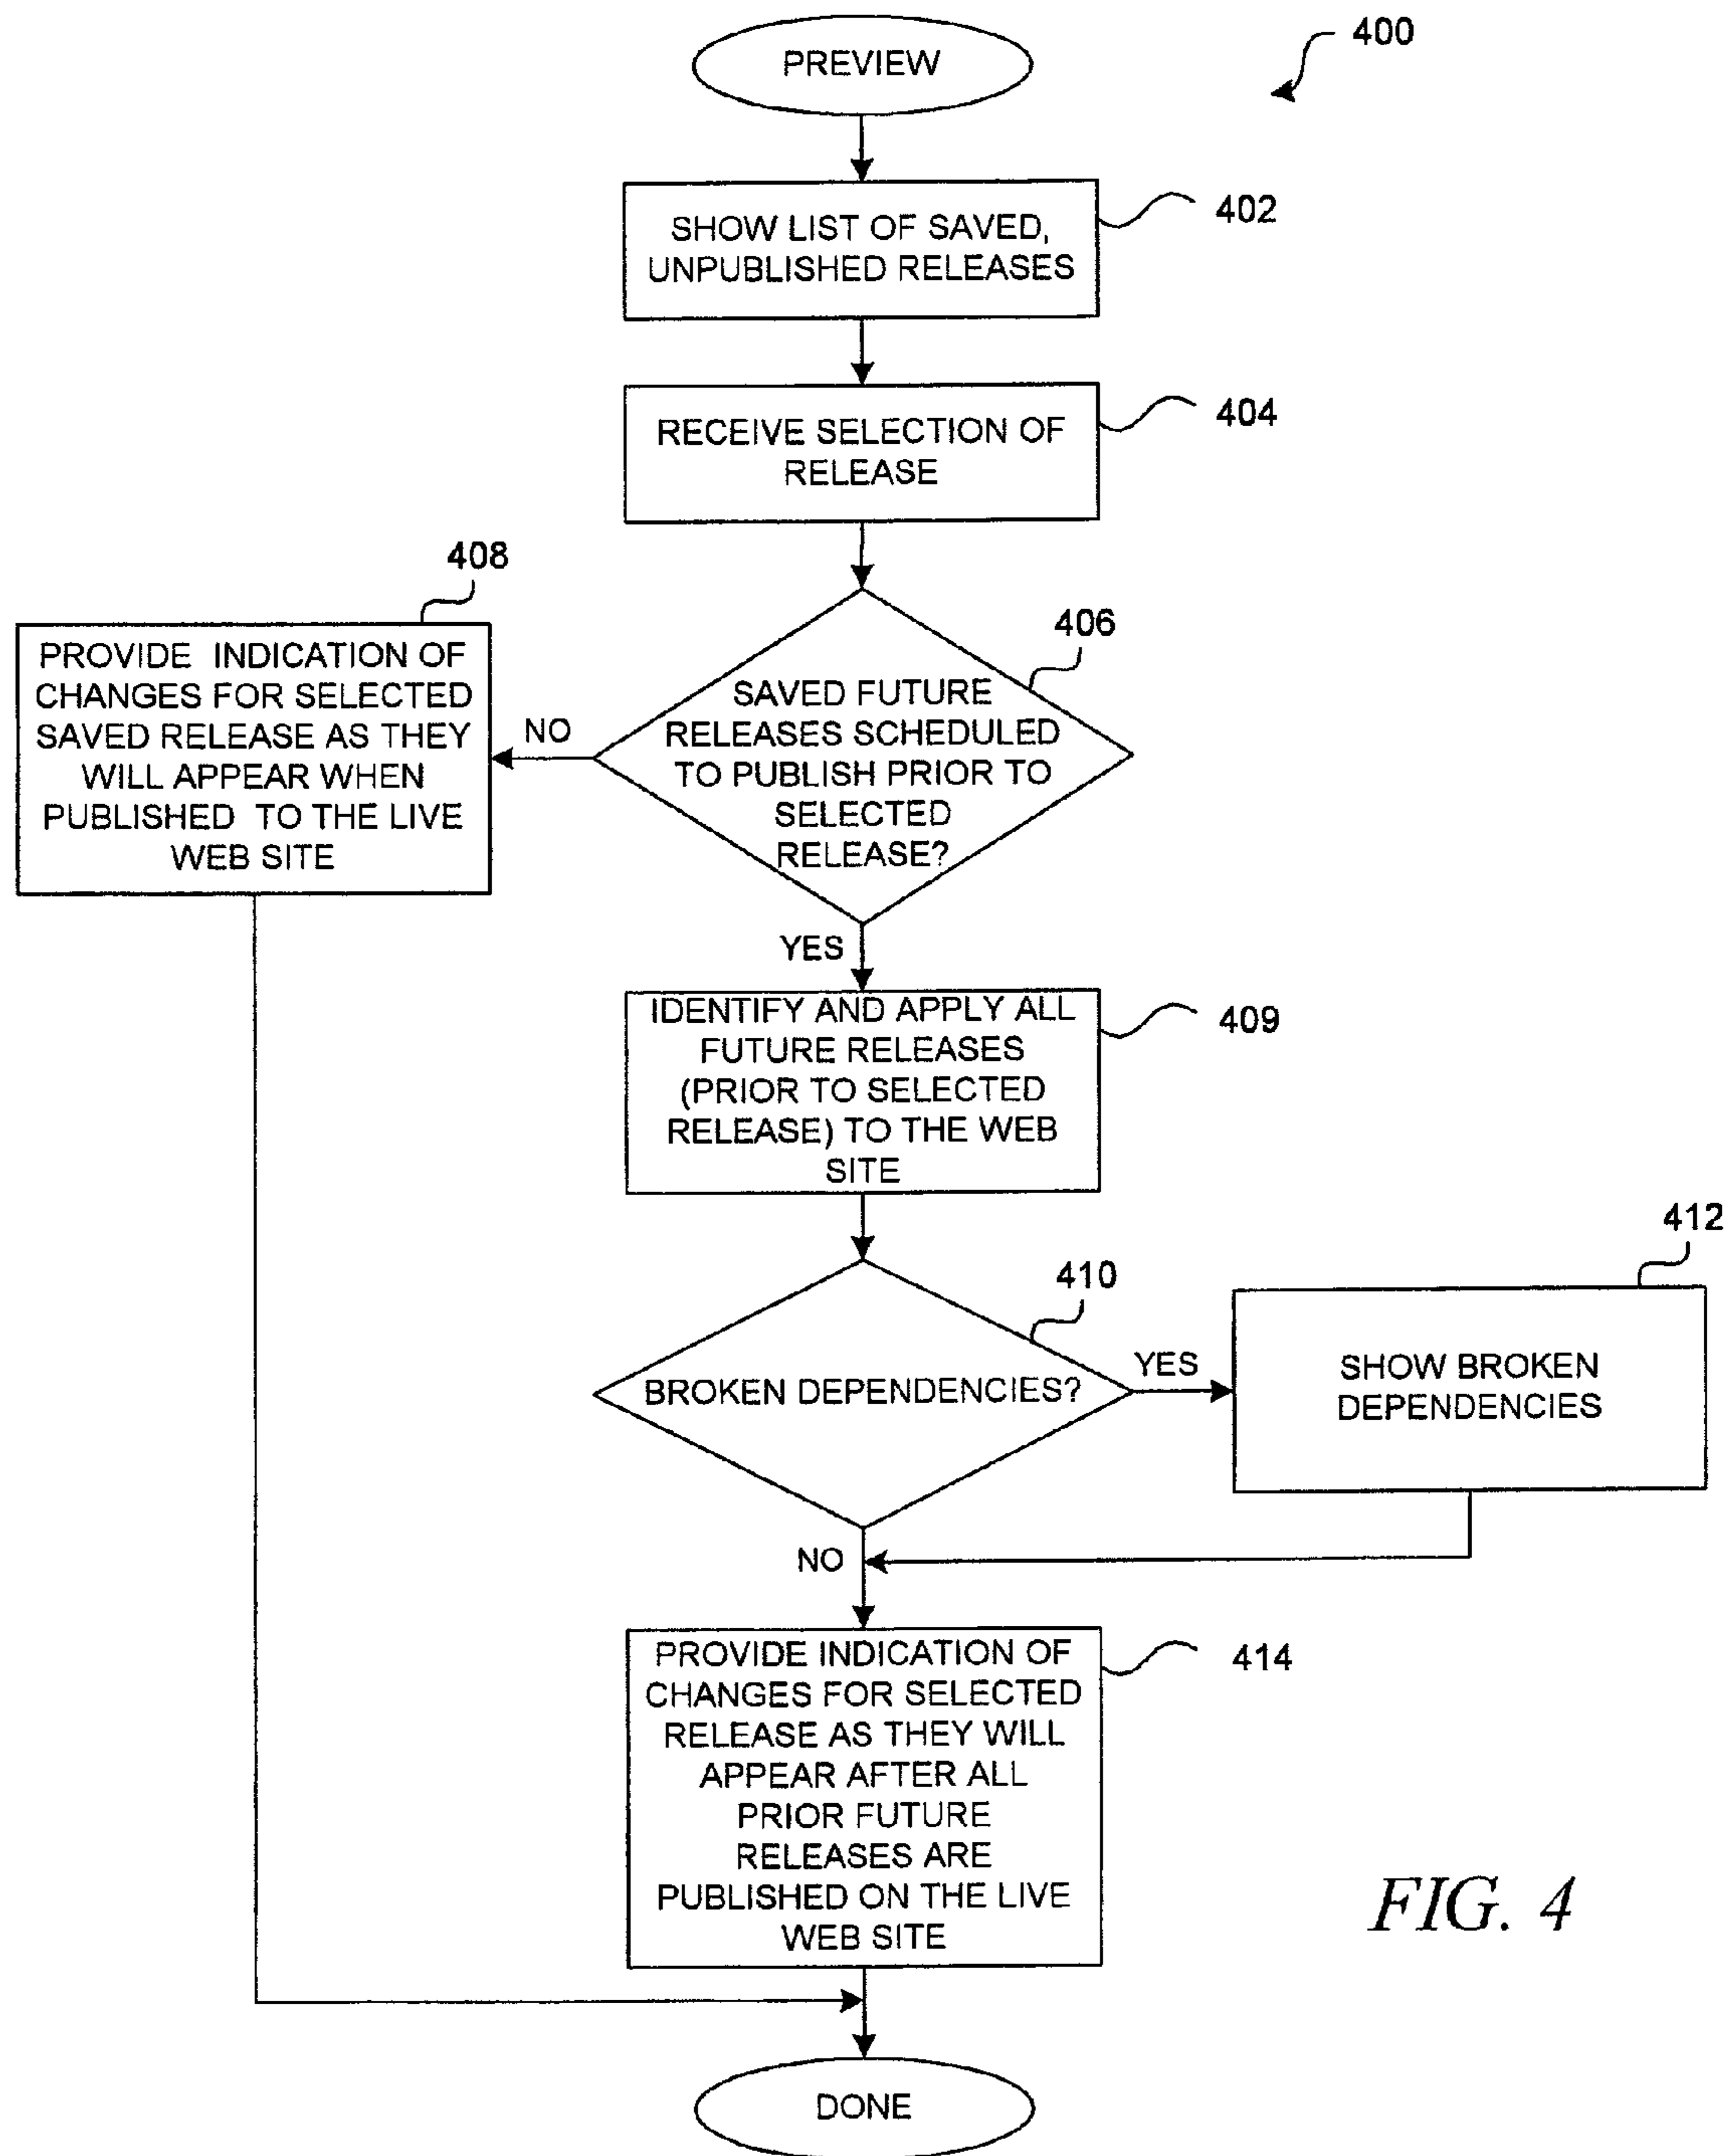 400
PREVIEW
402
SHOW LIST OF SAVED,
UNPUBLISHED RELEASES
404
RECEIVE SELECTION OF
RELEASE
408
PROVIDE INDICATION OF
CHANGES FOR SELECTED
SAVED RELEASE AS THEY
WILL APPEAR WHEN
PUBLISHED TO THE LIVE
WEB SITE
NO
406
SAVED FUTURE
RELEASES SCHEDULED
TO PUBLISH PRIOR TO
SELECTED
RELEASE?
YES
IDENTIFY AND APPLY ALL
FUTURE RELEASES
(PRIOR TO SELECTED
RELEASE) TO THE WEB
SITE
409
410
BROKEN DEPENDENCIES?
YES
412
SHOW BROKEN
DEPENDENCIES
NO
PROVIDE INDICATION OF
CHANGES FOR SELECTED
RELEASE AS THEY WILL
APPEAR AFTER ALL
PRIOR FUTURE
RELEASES ARE
PUBLISHED ON THE LIVE
WEB SITE
414
FIG. 4
DONE